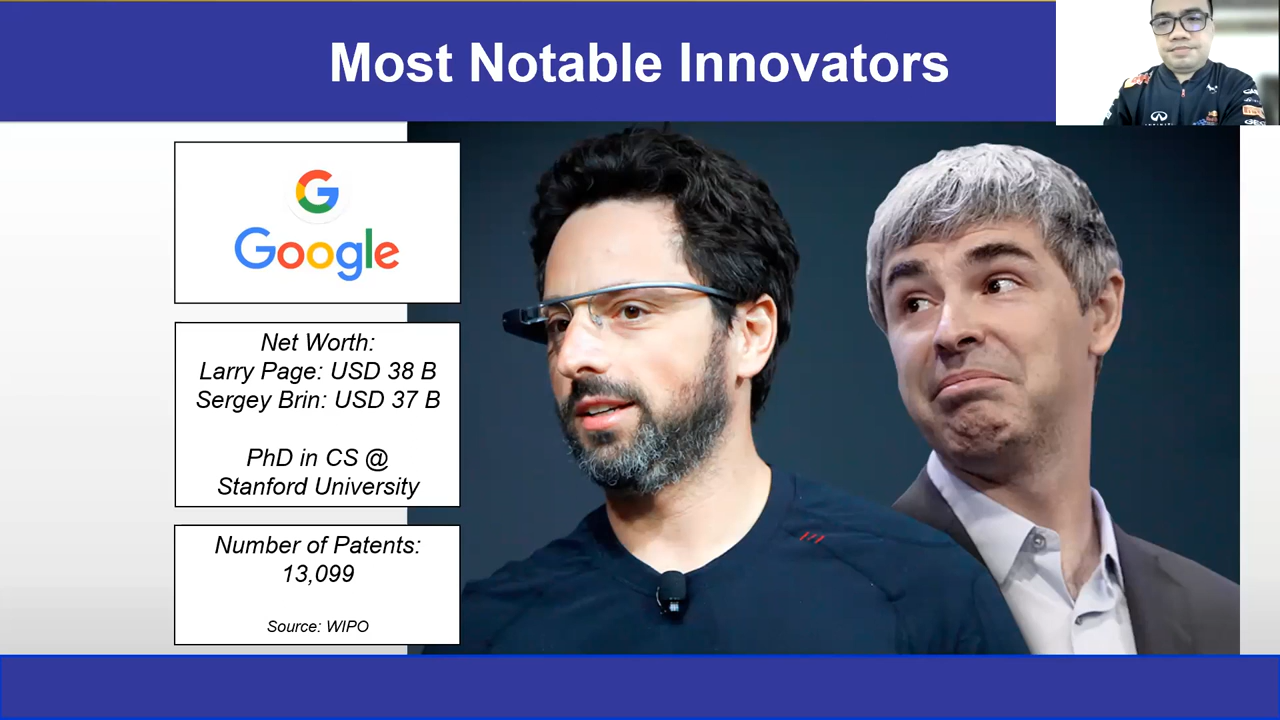 Most Notable Innovators
G
Google
Net Worth:
Larry Page: USD 38 B
Sergey Brin: USD 37 B
PhD in CS @
Stanford University
Number of Patents:
13,099
Source: WIPO